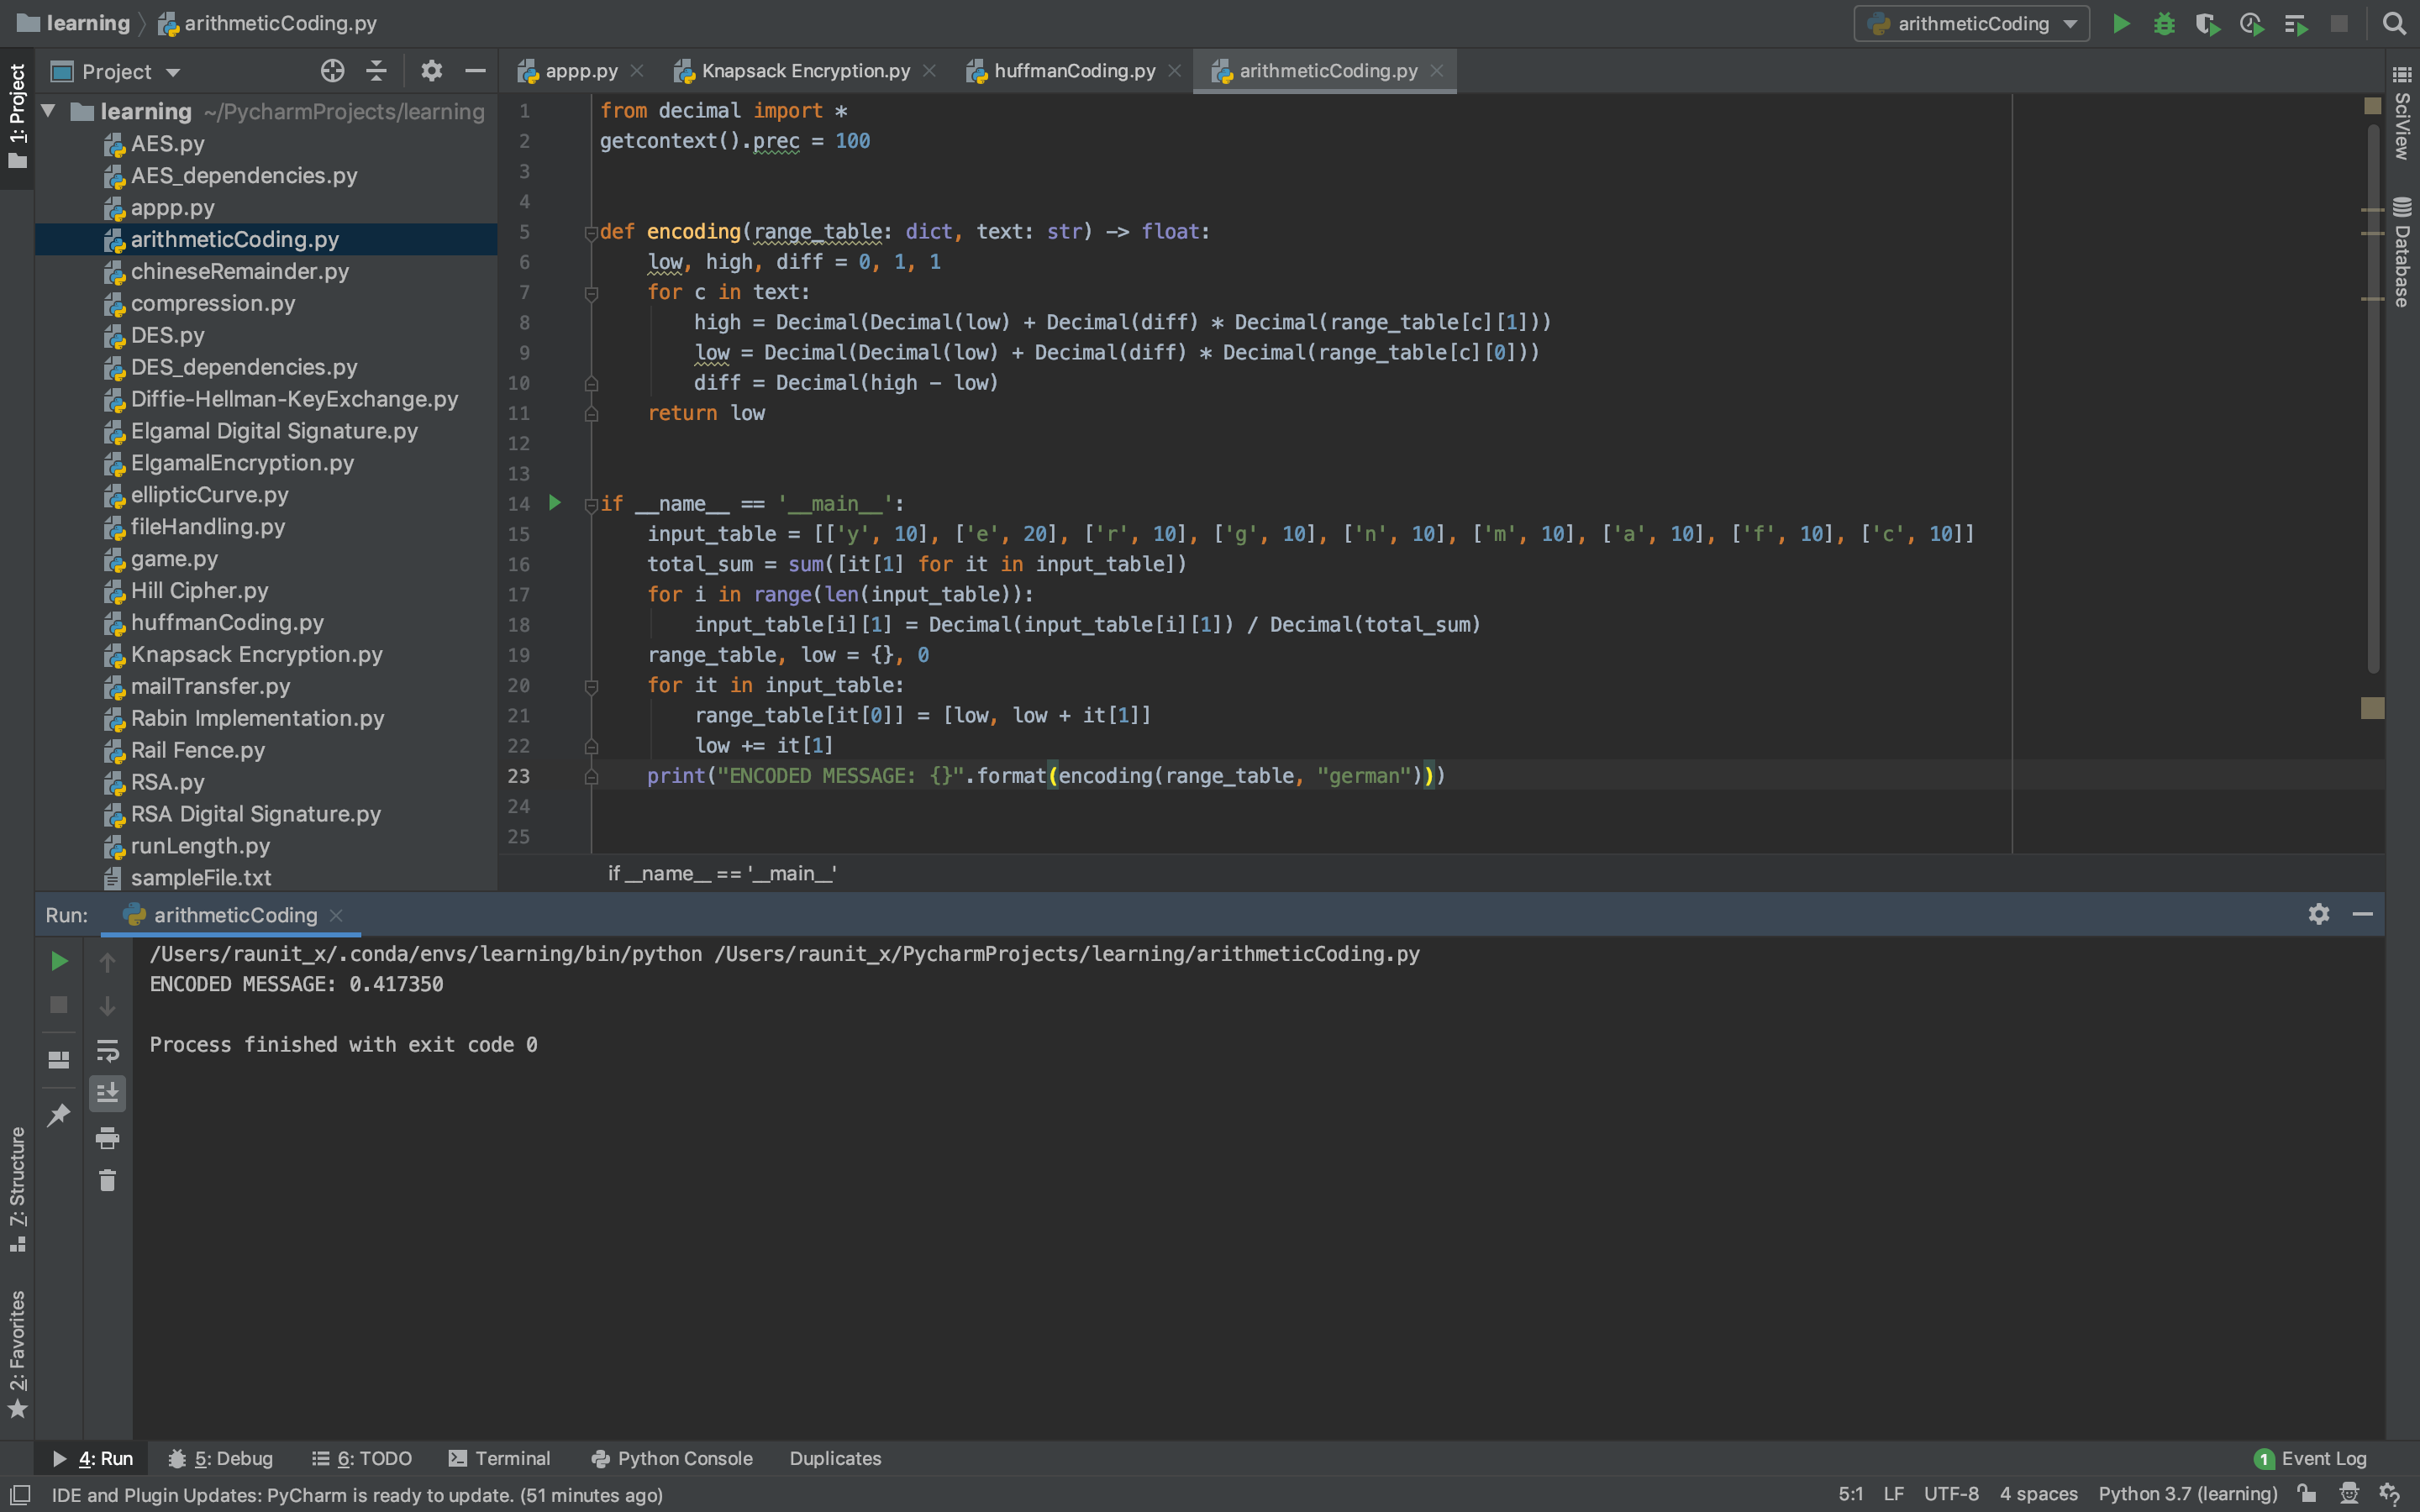 learning
arithmeticCoding.py
arithmeticCoding
1: Project
Project
appp.py
Knapsack Encryption.py
huffmanCoding.py
arithmeticCoding.py
learning ~/PycharmProjects/learning
AES.py
AES_dependencies.py
appp.py
arithmeticCoding.py
chineseRemainder.py
compression.py
DES.py
DES_dependencies.py
Diffie-Hellman-KeyExchange.py
Elgamal Digital Signature.py
ElgamalEncryption.py
ellipticCurve.py
fileHandling.py
game.py
Hill Cipher.py
huffmanCoding.py
Knapsack Encryption.py
mailTransfer.py
Rabin Implementation.py
Rail Fence.py
RSA.py
RSA Digital Signature.py
runLength.py
sampleFile.txt
1 from decimal import *
2 getcontext().prec = 100
3
4
5 def encoding(range_table: dict, text: str) -> float:
6     low, high, diff = 0, 1, 1
7     for c in text:
8         high = Decimal(Decimal(low) + Decimal(diff) * Decimal(range_table[c][1]))
9         low = Decimal(Decimal(low) + Decimal(diff) * Decimal(range_table[c][0]))
10         diff = Decimal(high - low)
11     return low
12
13
14 if __name__ == '__main__':
15     input_table = [['y', 10], ['e', 20], ['r', 10], ['g', 10], ['n', 10], ['m', 10], ['a', 10], ['f', 10], ['c', 10]]
16     total_sum = sum([it[1] for it in input_table])
17     for i in range(len(input_table)):
18         input_table[i][1] = Decimal(input_table[i][1]) / Decimal(total_sum)
19     range_table, low = {}, 0
20     for it in input_table:
21         range_table[it[0]] = [low, low + it[1]]
22         low += it[1]
23     print("ENCODED MESSAGE: {}".format(encoding(range_table, "german")))
24
25
if __name__ == '__main__'
SciView
Database
Run: arithmeticCoding
/Users/raunit_x/.conda/envs/learning/bin/python /Users/raunit_x/PycharmProjects/learning/arithmeticCoding.py
ENCODED MESSAGE: 0.417350
Process finished with exit code 0
7: Structure
2: Favorites
4: Run
5: Debug
6: TODO
Terminal
Python Console
Duplicates
1 Event Log
IDE and Plugin Updates: PyCharm is ready to update. (51 minutes ago)
5:1 LF UTF-8 4 spaces Python 3.7 (learning)